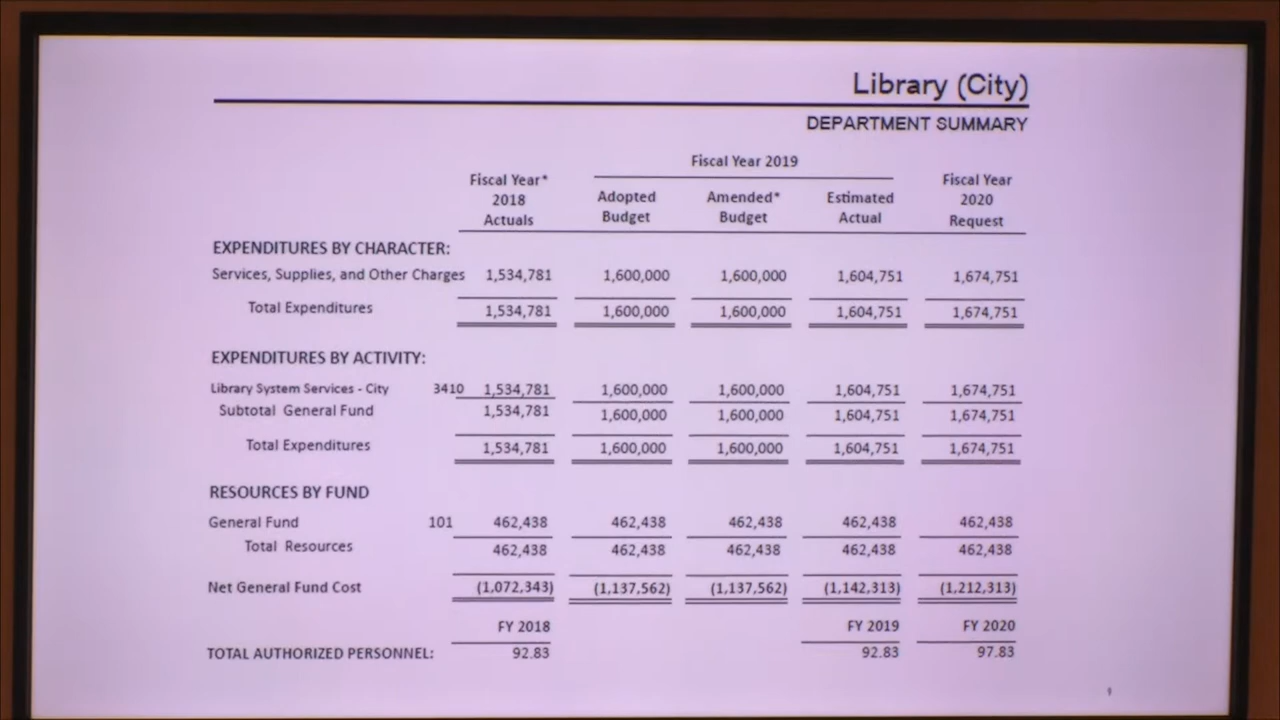 Library (City)
DEPARTMENT SUMMARY
Fiscal Year 2019
Fiscal Year* 2018 Actuals Adopted Budget Amended* Budget Estimated Actual Fiscal Year 2020 Request
EXPENDITURES BY CHARACTER:
Services, Supplies, and Other Charges 1,534,781 1,600,000 1,600,000 1,604,751 1,674,751
Total Expenditures 1,534,781 1,600,000 1,600,000 1,604,751 1,674,751
EXPENDITURES BY ACTIVITY:
Library System Services - City 3410 1,534,781 1,600,000 1,600,000 1,604,751 1,674,751
Subtotal General Fund 1,534,781 1,600,000 1,600,000 1,604,751 1,674,751
Total Expenditures 1,534,781 1,600,000 1,600,000 1,604,751 1,674,751
RESOURCES BY FUND
General Fund 101 462,438 462,438 462,438 462,438 462,438
Total Resources 462,438 462,438 462,438 462,438 462,438
Net General Fund Cost (1,072,343) (1,137,562) (1,137,562) (1,142,313) (1,212,313)
FY 2018 FY 2019 FY 2020
TOTAL AUTHORIZED PERSONNEL: 92.83 92.83 97.83